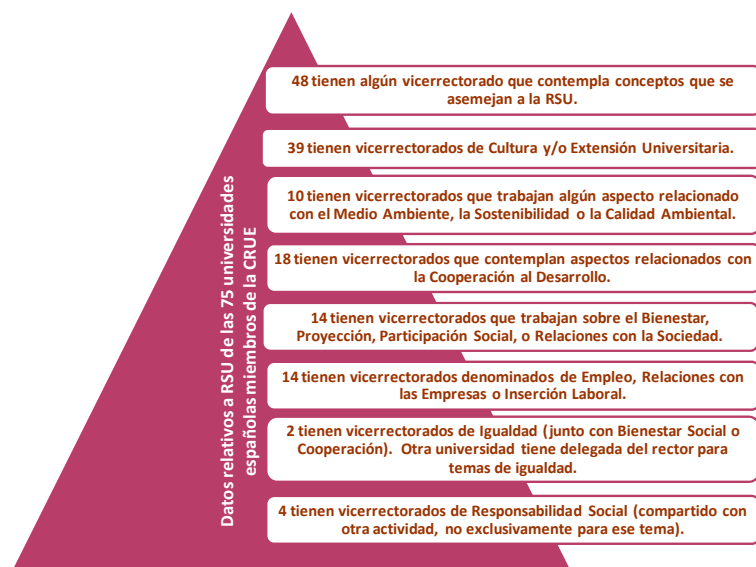 Datos relativos a RSU de las 75 universidades
españolas miembros de la CRUE
48 tienen algún vicerrectorado que contempla conceptos que se
asemejan a la RSU.
39 tienen vicerrectorados de Cultura y/o Extensión Universitaria.
10 tienen vicerrectorados que trabajan algún aspecto relacionado
con el Medio Ambiente, la Sostenibilidad o la Calidad Ambiental.
18 tienen vicerrectorados que contemplan aspectos relacionados con
la Cooperación al Desarrollo.
14 tienen vicerrectorados que trabajan sobre el Bienestar,
Proyección, Participación Social, o Relaciones con la Sociedad.
14 tienen vicerrectorados denominados de Empleo, Relaciones con
las Empresas o Inserción Laboral.
2 tienen vicerrectorados de Igualdad (junto con Bienestar Social o
Cooperación). Otra universidad tiene delegada del rector para
temas de igualdad.
4 tienen vicerrectorados de Responsabilidad Social (compartido con
otra actividad, no exclusivamente para ese tema).